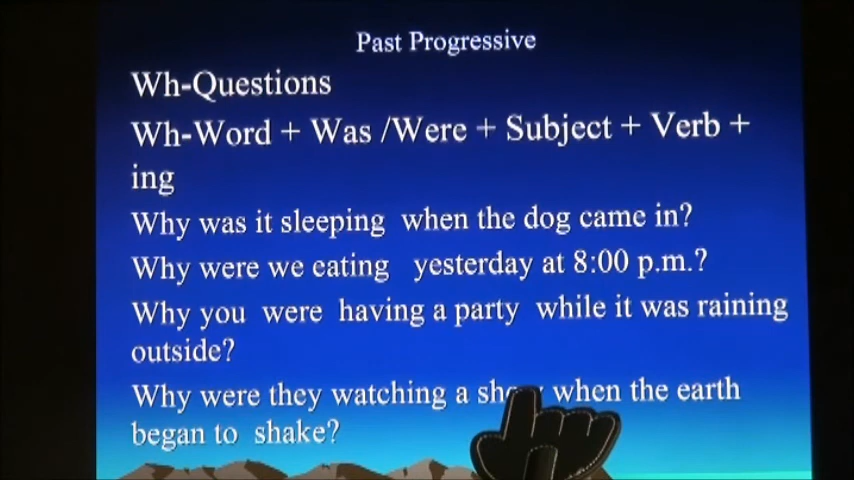 Past Progressive
Wh-Questions
Wh-Word + Was /Were + Subject + Verb +
ing
Why was it sleeping when the dog came in?
Why were we eating yesterday at 8:00 p.m.?
Why you were having a party while it was raining
outside?
Why were they watching a show when the earth
began to shake?